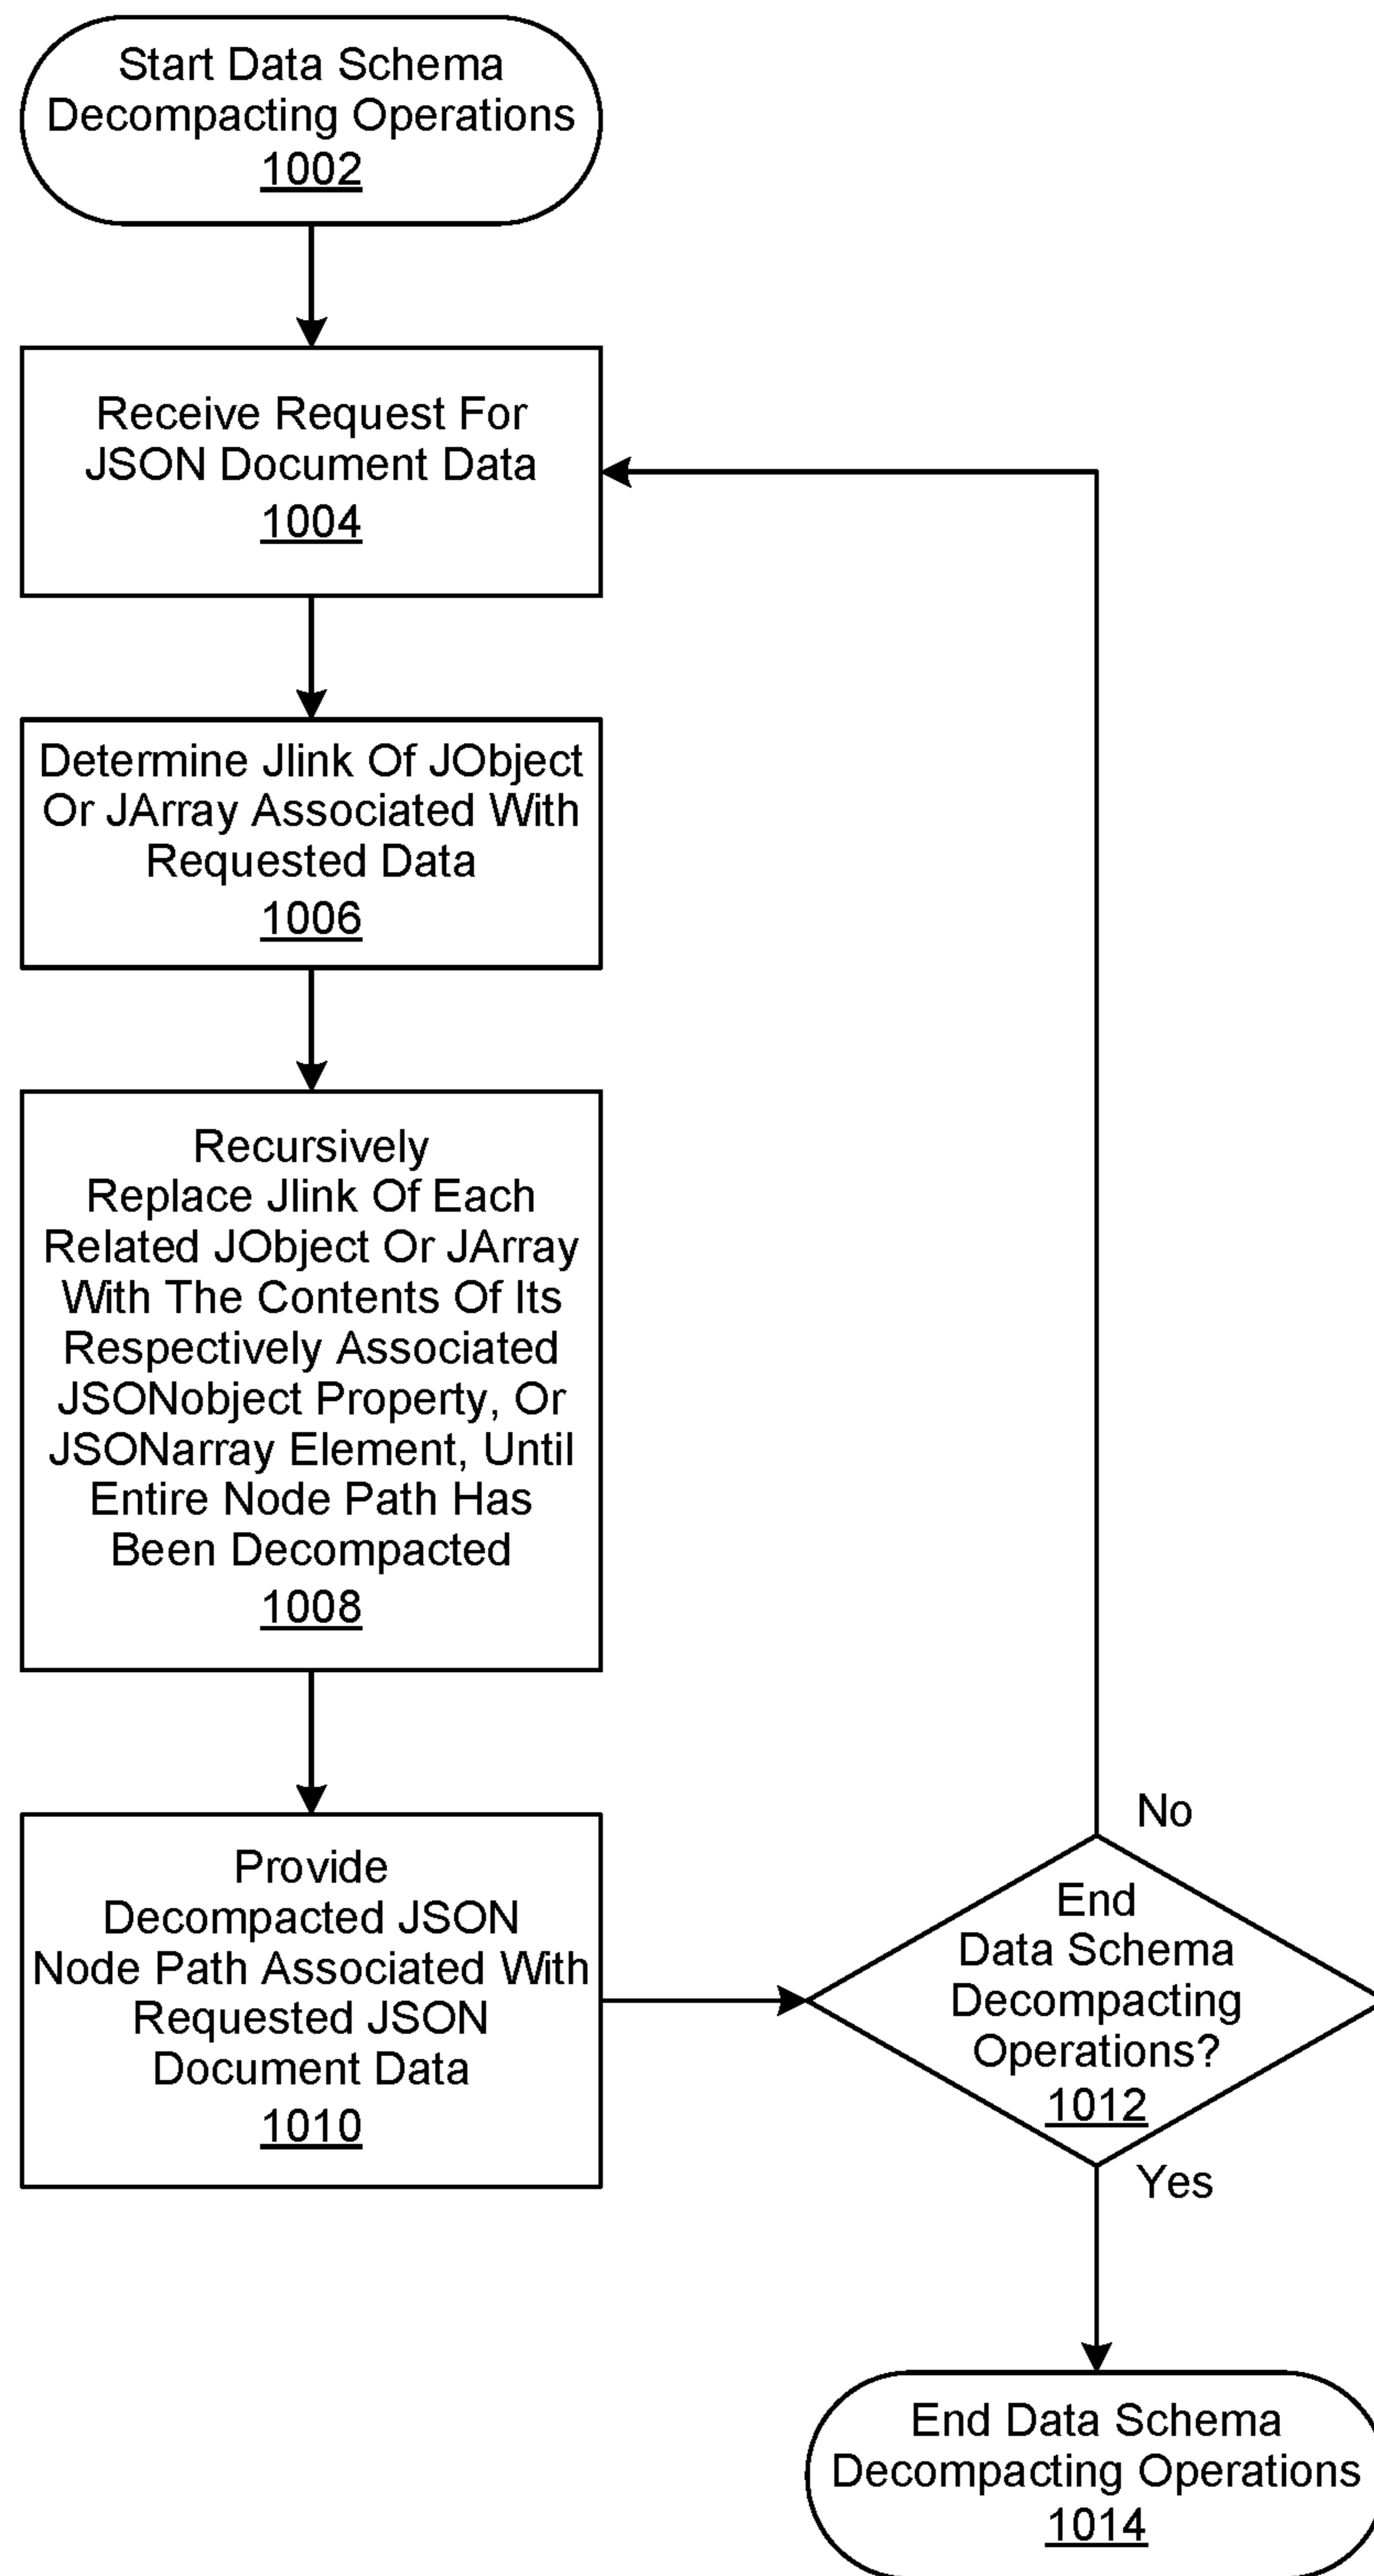 Start Data Schema
Decompacting Operations
1002
Receive Request For
JSON Document Data
1004
Determine Jlink Of JObject
Or JArray Associated With
Requested Data
1006
Recursively
Replace Jlink Of Each
Related JObject Or JArray
With The Contents Of Its
Respectively Associated
JSONobject Property, Or
JSONarray Element, Until
Entire Node Path Has
Been Decompacted
1008
Provide
Decompacted JSON
Node Path Associated With
Requested JSON
Document Data
1010
No
End
Data Schema
Decompacting
Operations?
1012
Yes
End Data Schema
Decompacting Operations
1014